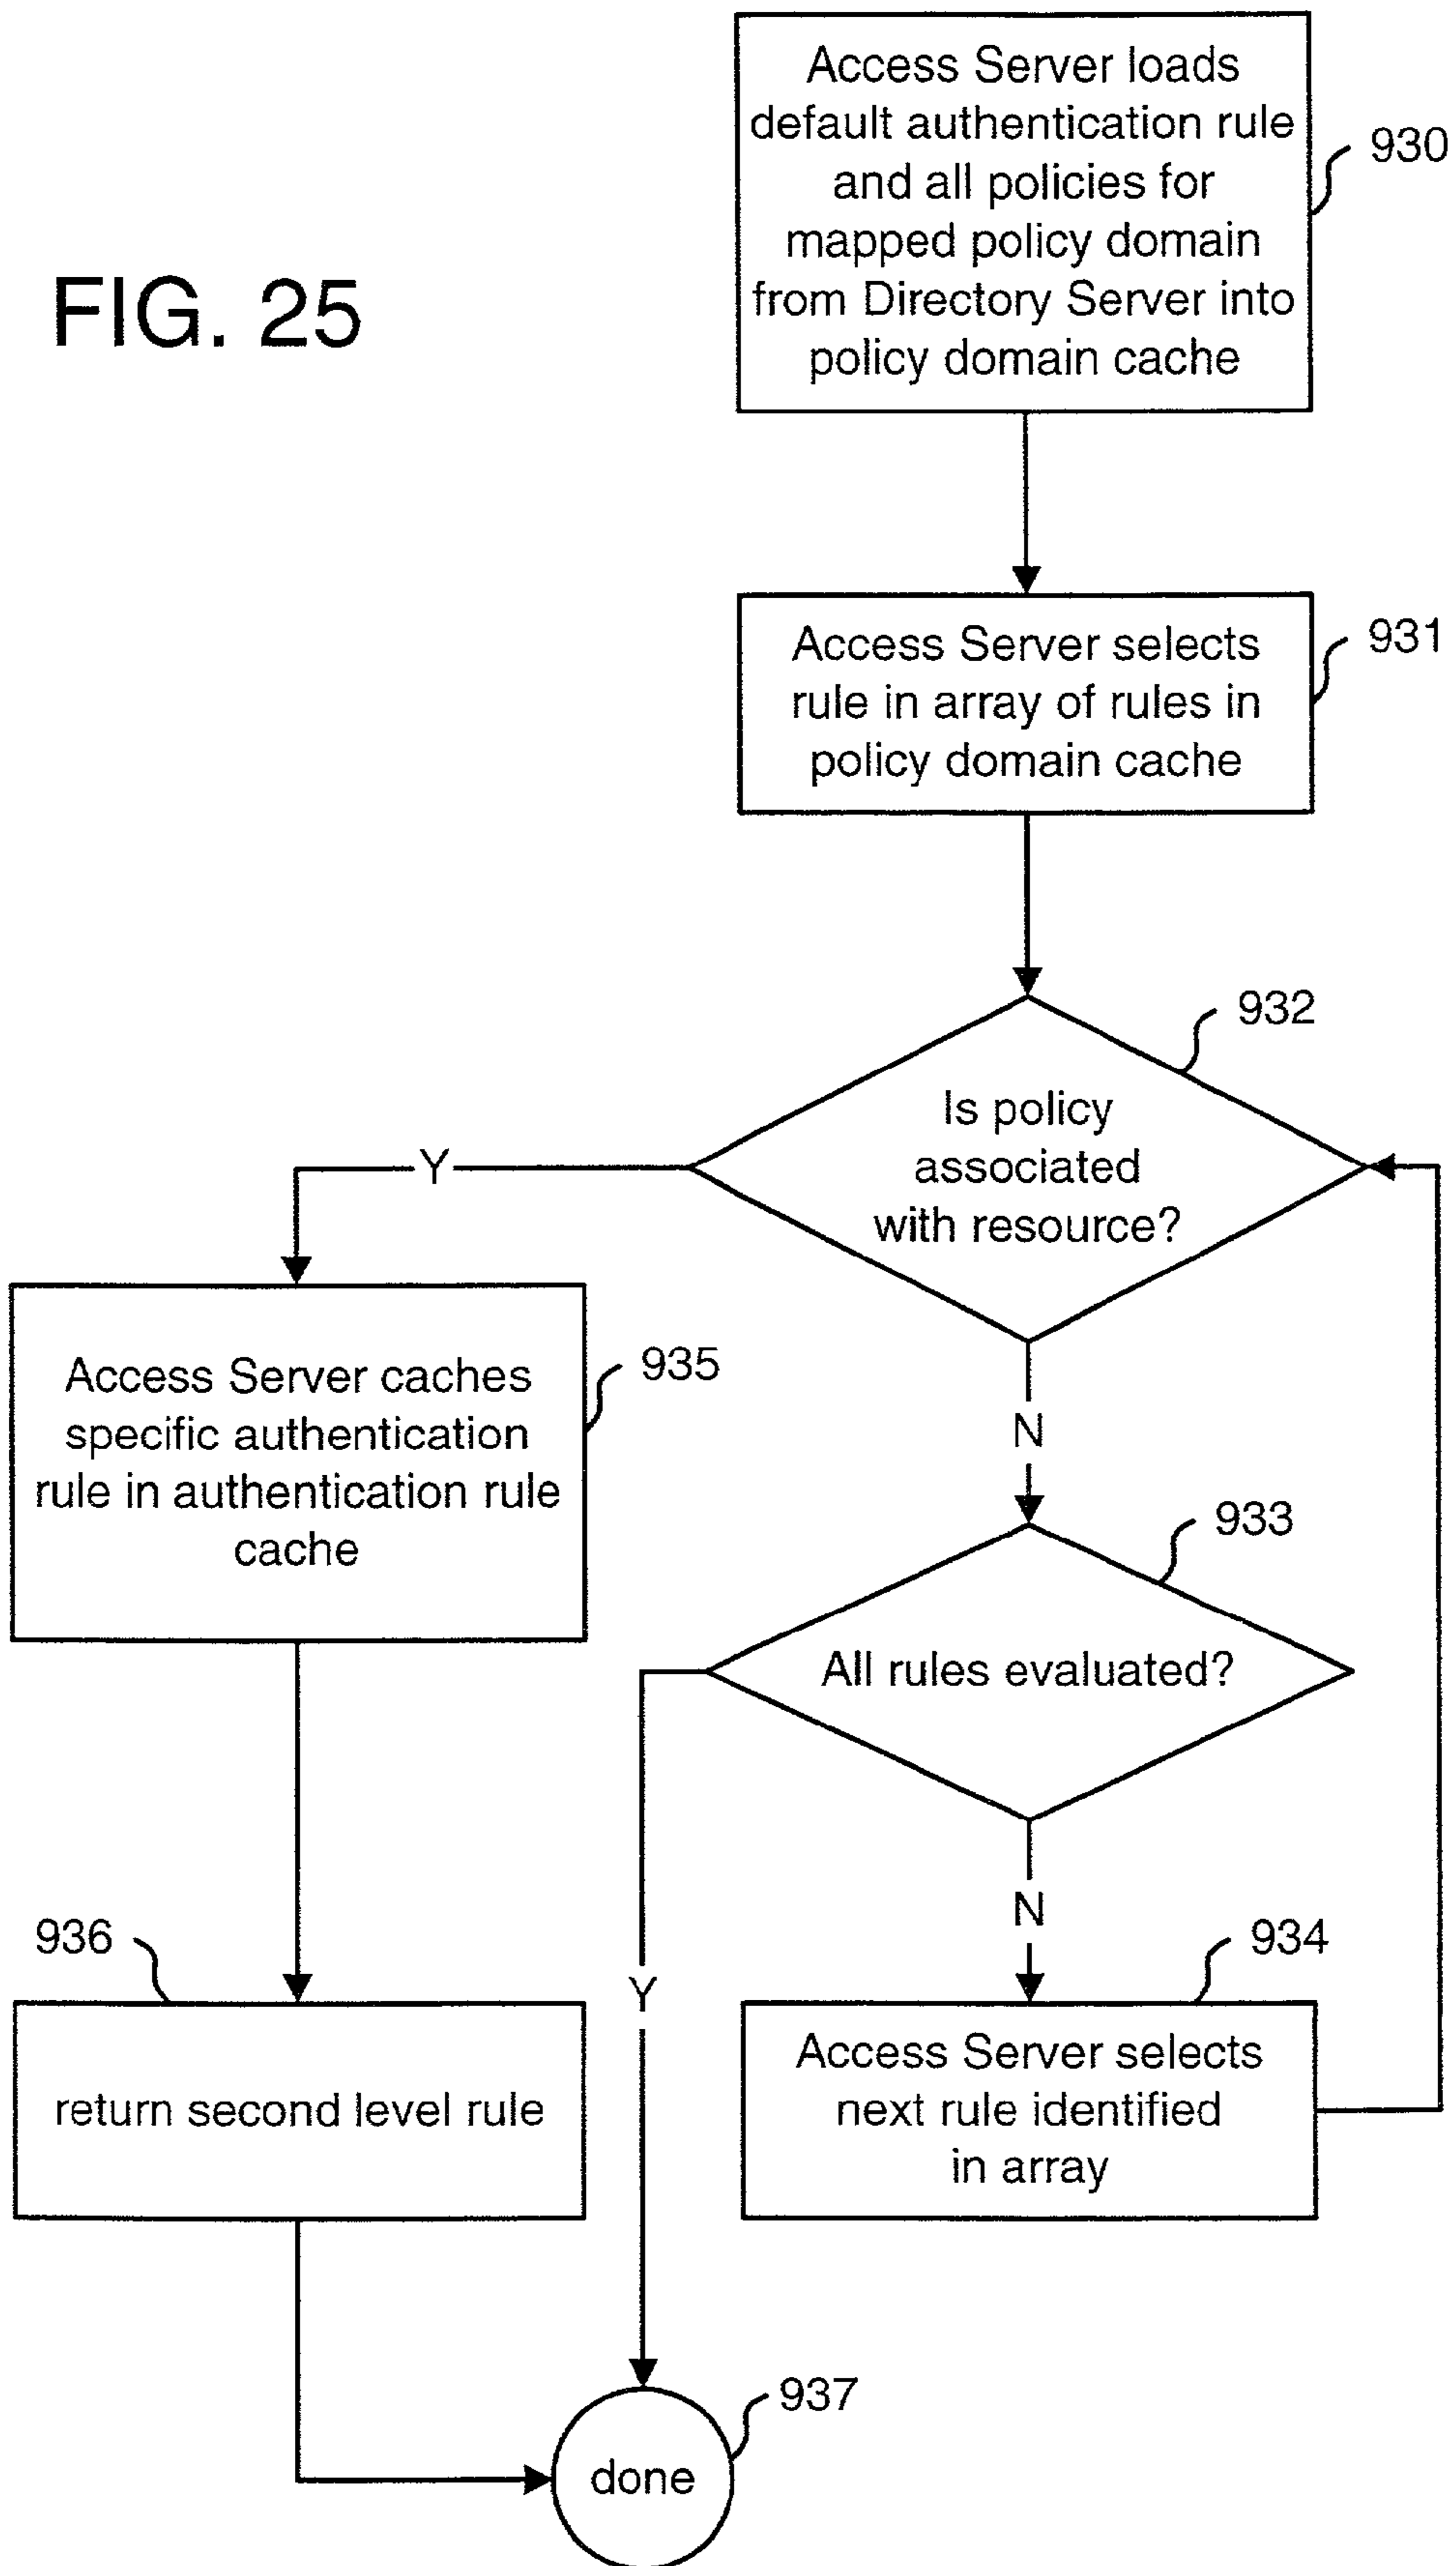 FIG. 25
Access Server loads
default authentication rule
and all policies for
mapped policy domain
from Directory Server into
policy domain cache
930
Access Server selects
rule in array of rules in
policy domain cache
931
932
Is policy
associated
with resource?
Y
N
Access Server caches
specific authentication
rule in authentication rule
cache
935
933
All rules evaluated?
Y
N
936
return second level rule
934
Access Server selects
next rule identified
in array
937
done